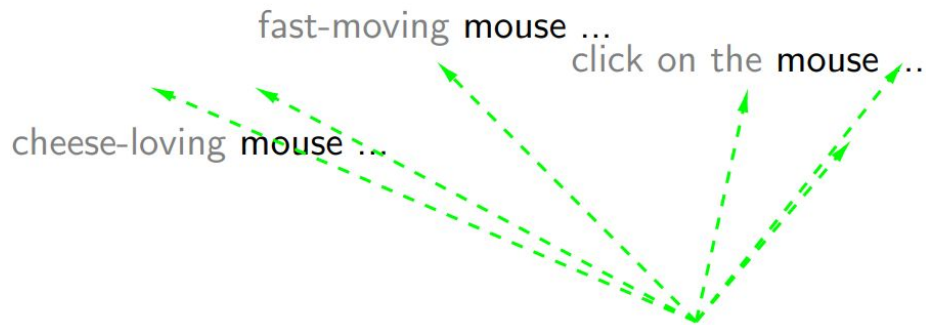 fast-moving mouse ...
click on the mouse ...
cheese-loving mouse ...